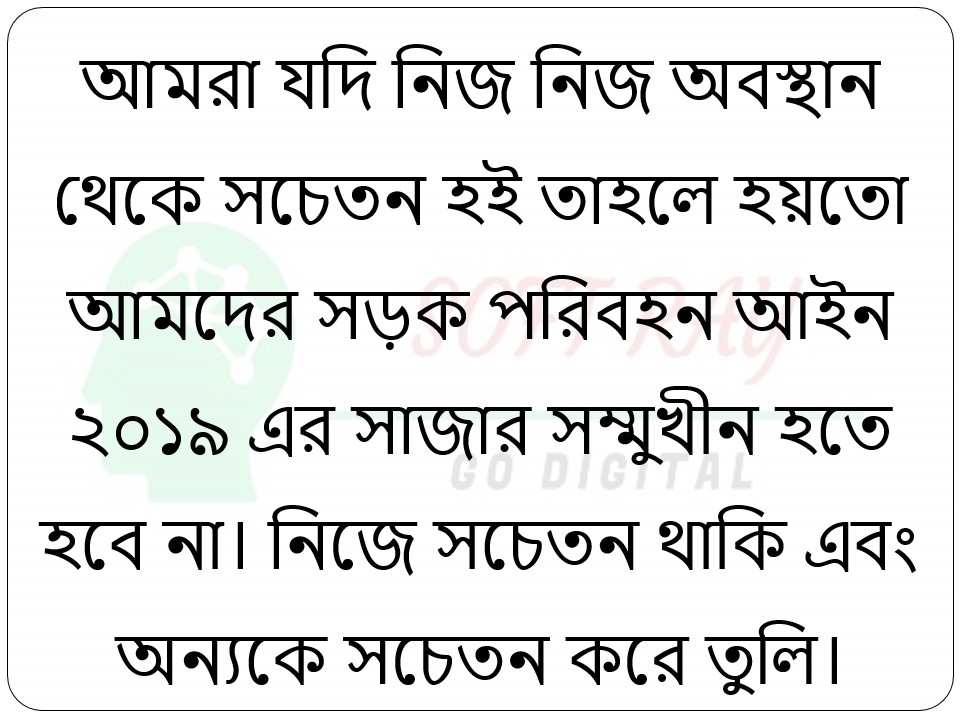 আমরা যদি নিজ নিজ অবস্থান
থেকে সচেতন হই তাহলে হয়তো
আমদের সড়ক পরিবহন আইন
২০১৯ এর সাজার সম্মুখীন হতে
হবে না। নিজে সচেতন থাকি এবং
অন্যকে সচেতন করে তুলি।
SOFT RAY
GO DIGITAL